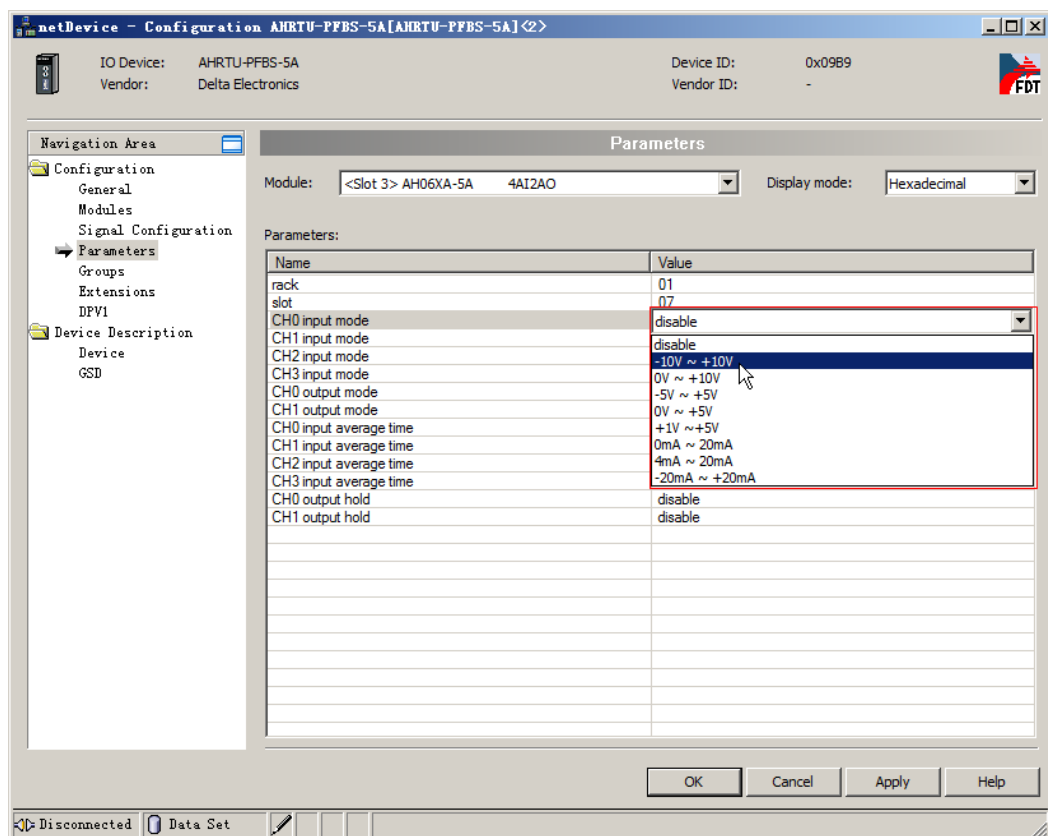 netDevice - Configuration AHRTU-PFBS-5A[AHRTU-PFBS-5A]<2>
IO Device: AHRTU-PFBS-5A Device ID: 0x09B9
Vendor: Delta Electronics Vendor ID: -
FDT
Navigation Area
Configuration
General
Modules
Signal Configuration
Parameters
Groups
Extensions
DPV1
Device Description
Device
GSD
Parameters
Module: <Slot 3> AH06XA-5A 4AI2AO Display mode: Hexadecimal
Parameters:
Name Value
rack 01
slot 07
CH0 input mode disable
CH1 input mode
CH2 input mode
CH3 input mode
CH0 output mode
CH1 output mode
CH0 input average time
CH1 input average time
CH2 input average time
CH3 input average time
disable
-10V ~ +10V
0V ~ +10V
-5V ~ +5V
0V ~ +5V
+1V ~+5V
0mA ~ 20mA
4mA ~ 20mA
-20mA ~ +20mA
CH0 output hold disable
CH1 output hold disable
OK Cancel Apply Help
Disconnected Data Set